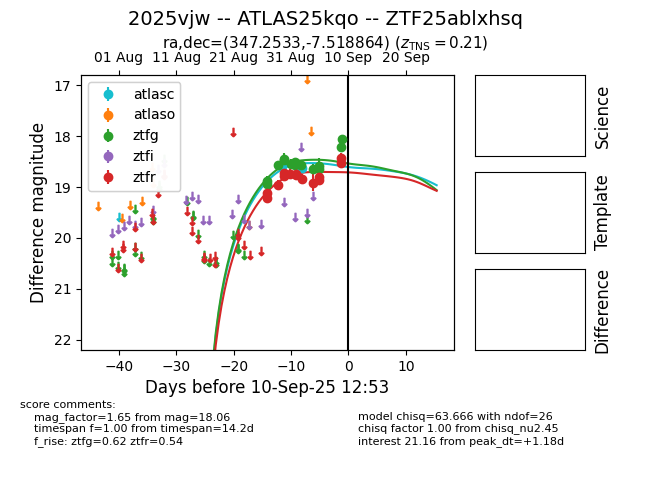 2025vjw -- ATLAS25kqo -- ZTF25ablxhsq
ra,dec=(347.2533,-7.518864) (z_TNS = 0.21)
01 Aug 11 Aug 21 Aug 31 Aug 10 Sep 20 Sep
17
18
19
20
21
22
Difference magnitude
atlasc
atlaso
ztfg
ztfi
ztfr
−40 −30 −20 −10 0 10
Days before 10-Sep-25 12:53
Science
Template
Difference
score comments:
mag_factor=1.65 from mag=18.06
timespan f=1.00 from timespan=14.2d
f_rise: ztfg=0.62 ztfr=0.54
model chisq=63.666 with ndof=26
chisq factor 1.00 from chisq_nu2.45
interest 21.16 from peak_dt=+1.18d